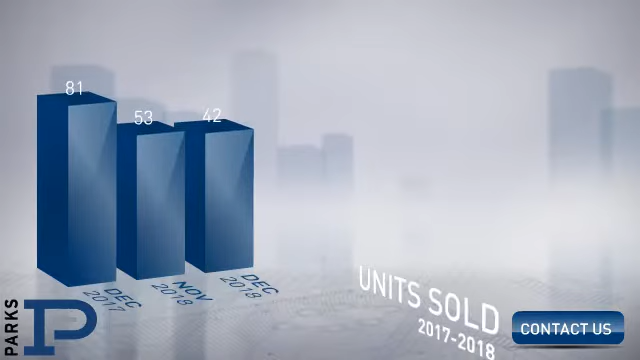 81
53
42
DEC
2017
NOV
2018
DEC
2018
UNITS SOLD
2017-2018
PARKS
P
CONTACT US